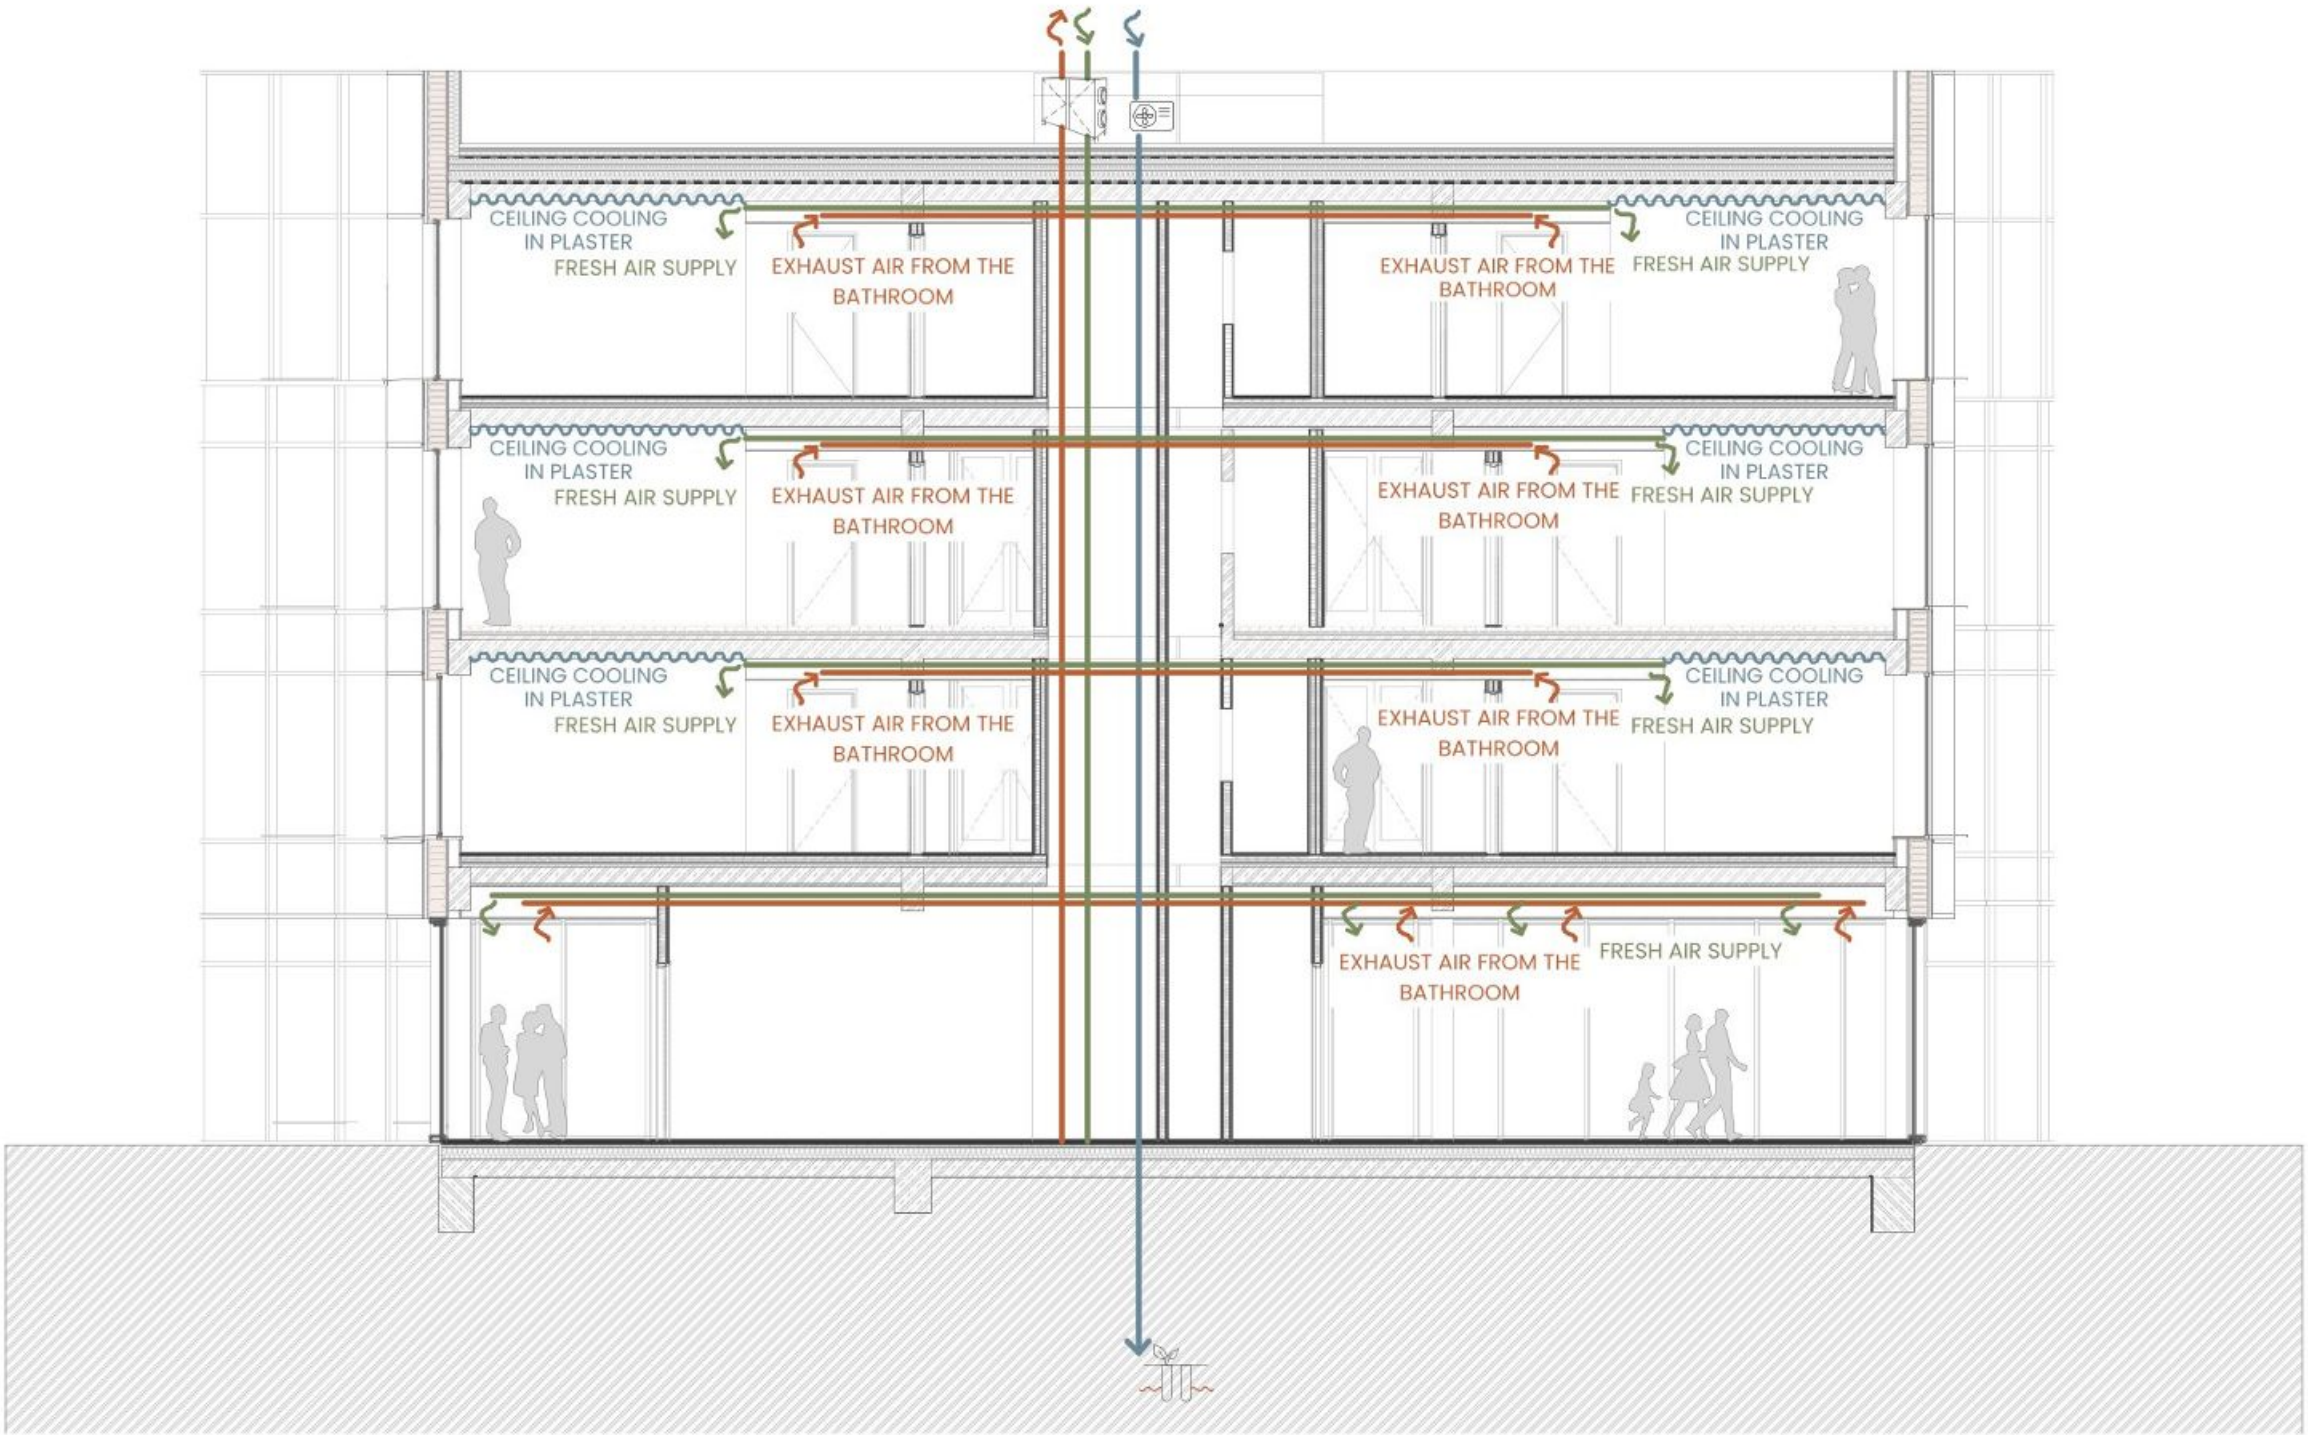 CEILING COOLING
IN PLASTER
FRESH AIR SUPPLY
EXHAUST AIR FROM THE
BATHROOM
EXHAUST AIR FROM THE
BATHROOM
CEILING COOLING
IN PLASTER
FRESH AIR SUPPLY
CEILING COOLING
IN PLASTER
FRESH AIR SUPPLY
EXHAUST AIR FROM THE
BATHROOM
EXHAUST AIR FROM THE
BATHROOM
CEILING COOLING
IN PLASTER
FRESH AIR SUPPLY
CEILING COOLING
IN PLASTER
FRESH AIR SUPPLY
EXHAUST AIR FROM THE
BATHROOM
EXHAUST AIR FROM THE
BATHROOM
CEILING COOLING
IN PLASTER
FRESH AIR SUPPLY
EXHAUST AIR FROM THE
BATHROOM
FRESH AIR SUPPLY